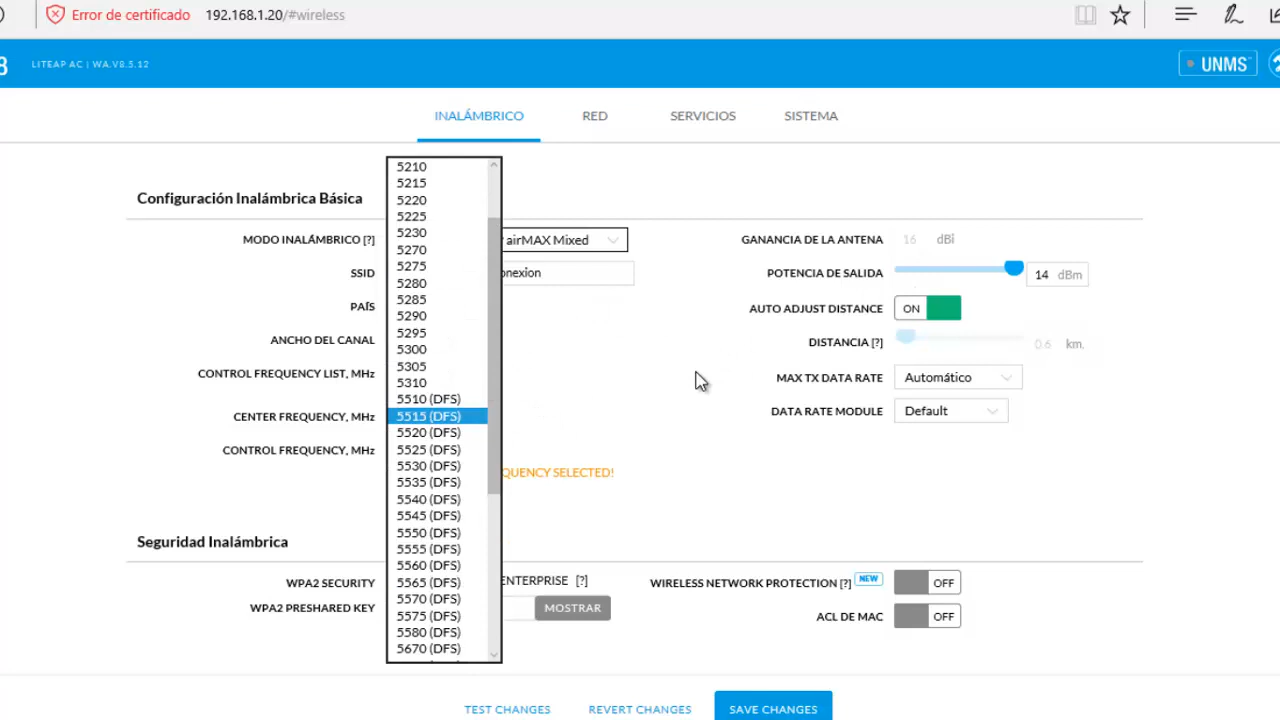 Error de certificado 192.168.1.20/#wireless
LITEAP AC | WA.V8.5.12
UNMS
INALÁMBRICO RED SERVICIOS SISTEMA
Configuración Inalámbrica Básica
MODO INALÁMBRICO [?]
airMAX Mixed
SSID
onexion
PAÍS
ANCHO DEL CANAL
CONTROL FREQUENCY LIST, MHz
CENTER FREQUENCY, MHz
CONTROL FREQUENCY, MHz
5210
5215
5220
5225
5230
5270
5275
5280
5285
5290
5295
5300
5305
5310
5510 (DFS)
5515 (DFS)
5520 (DFS)
5525 (DFS)
5530 (DFS)
5535 (DFS)
5540 (DFS)
5545 (DFS)
5550 (DFS)
5555 (DFS)
5560 (DFS)
5565 (DFS)
5570 (DFS)
5575 (DFS)
5580 (DFS)
5670 (DFS)
QUENCY SELECTED!
GANANCIA DE LA ANTENA 16 dBi
POTENCIA DE SALIDA 14 dBm
AUTO ADJUST DISTANCE ON
DISTANCIA [?] 0.6 km.
MAX TX DATA RATE Automático
DATA RATE MODULE Default
Seguridad Inalámbrica
WPA2 SECURITY ENTERPRISE [?]
WPA2 PRESHARED KEY MOSTRAR
WIRELESS NETWORK PROTECTION [?] NEW OFF
ACL DE MAC OFF
TEST CHANGES REVERT CHANGES SAVE CHANGES